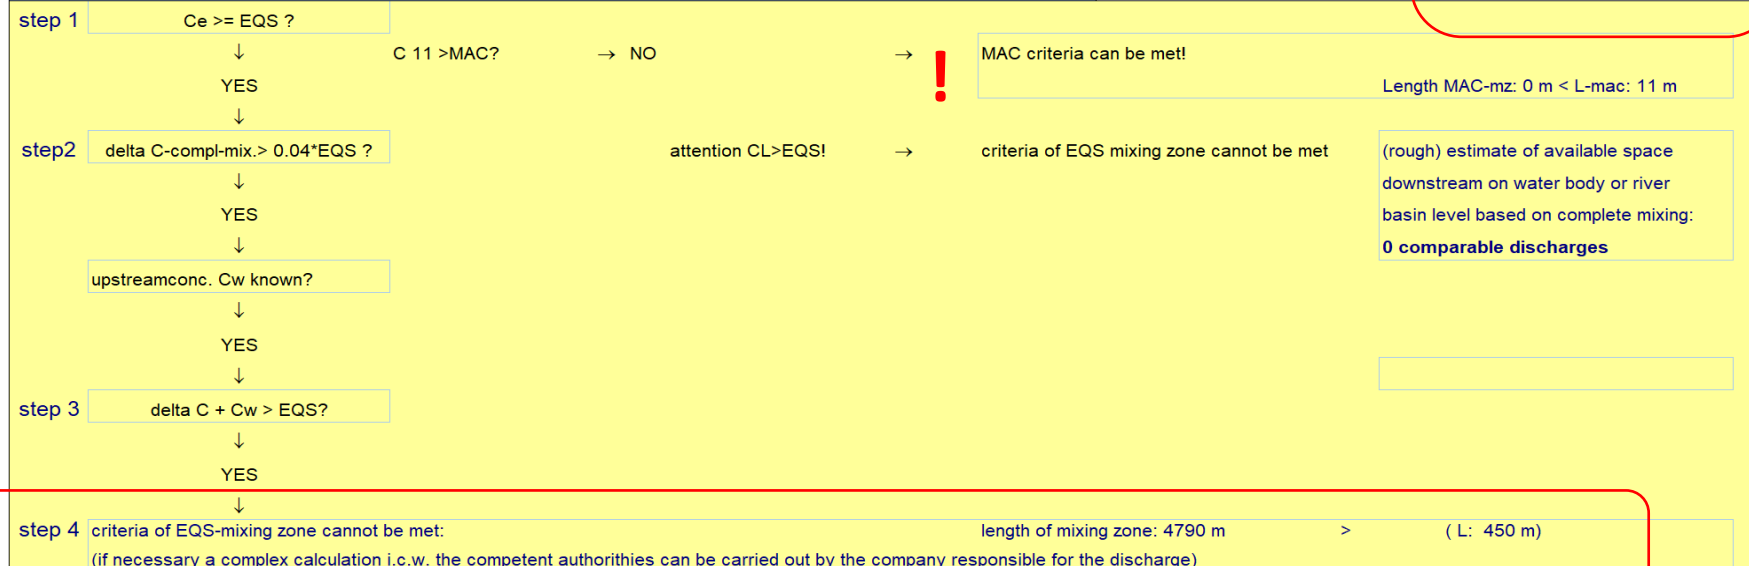 step 1 Ce >= EQS ?
↓ C 11 >MAC? → NO → ! MAC criteria can be met!
YES Length MAC-mz: 0 m < L-mac: 11 m
↓
step2 delta C-compl-mix.> 0.04*EQS ? attention CL>EQS! → criteria of EQS mixing zone cannot be met (rough) estimate of available space
↓ downstream on water body or river
YES basin level based on complete mixing:
↓ 0 comparable discharges
upstreamconc. Cw known?
↓
YES
↓
step 3 delta C + Cw > EQS?
↓
YES
↓
step 4 criteria of EQS-mixing zone cannot be met: length of mixing zone: 4790 m > ( L: 450 m)
(if necessary a complex calculation i.c.w. the competent authorithies can be carried out by the company responsible for the discharge)